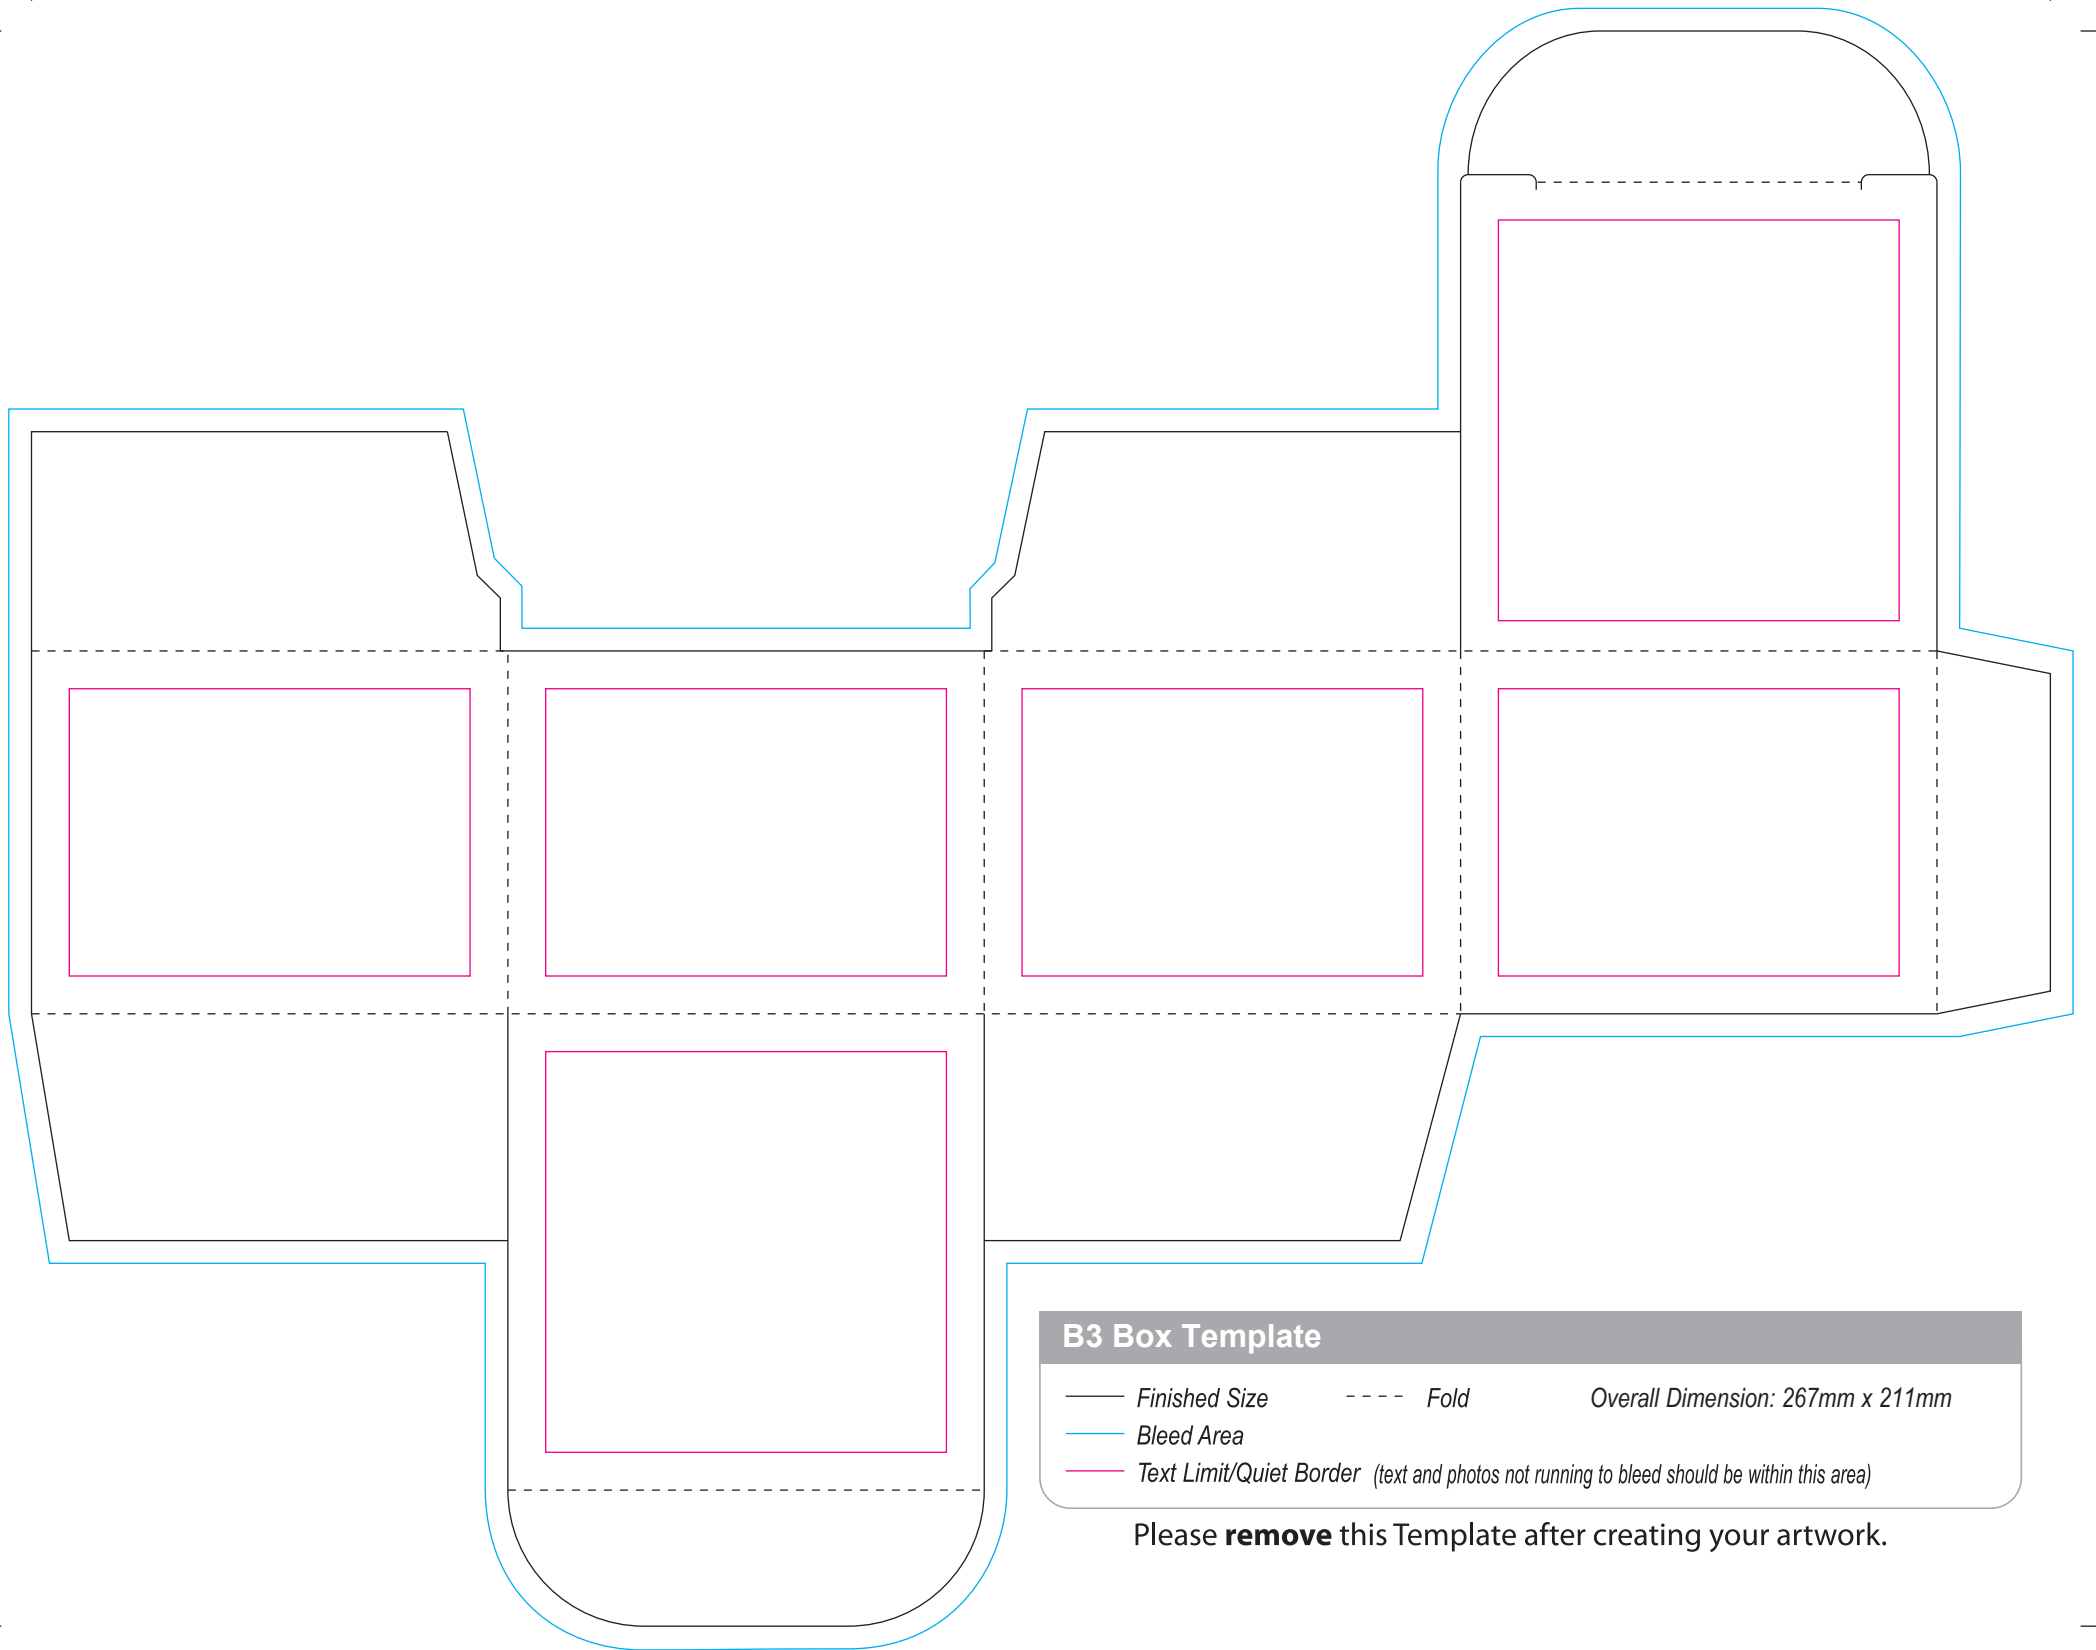 B3 Box Template
Finished Size Fold Overall Dimension: 267mm x 211mm
Bleed Area
Text Limit/Quiet Border (text and photos not running to bleed should be within this area)
Please remove this Template after creating your artwork.